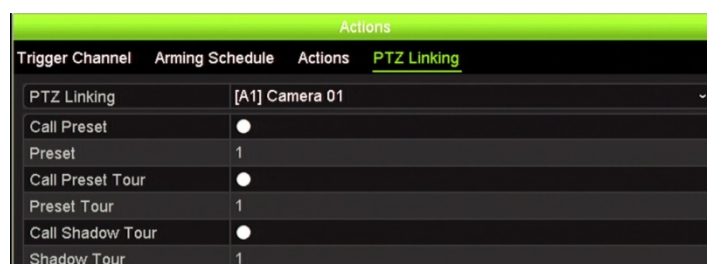 Actions
Trigger Channel Arming Schedule Actions PTZ Linking
PTZ Linking [A1] Camera 01
Call Preset
Preset 1
Call Preset Tour
Preset Tour 1
Call Shadow Tour
Shadow Tour 1